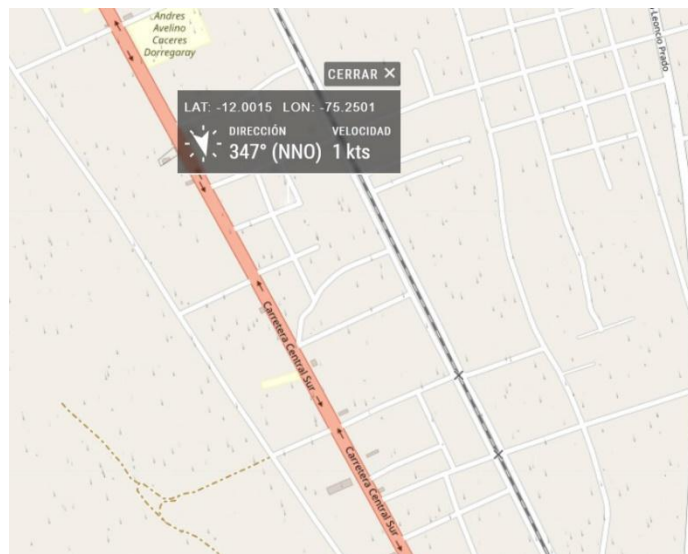 Andres
Avelino
Caceres
Dorregaray
Leoncio Prado
CERRAR ✕
LAT: -12.0015 LON: -75.2501
DIRECCIÓN VELOCIDAD
347° (NNO) 1 kts
Carretera Central Sur
Carretera Central Sur